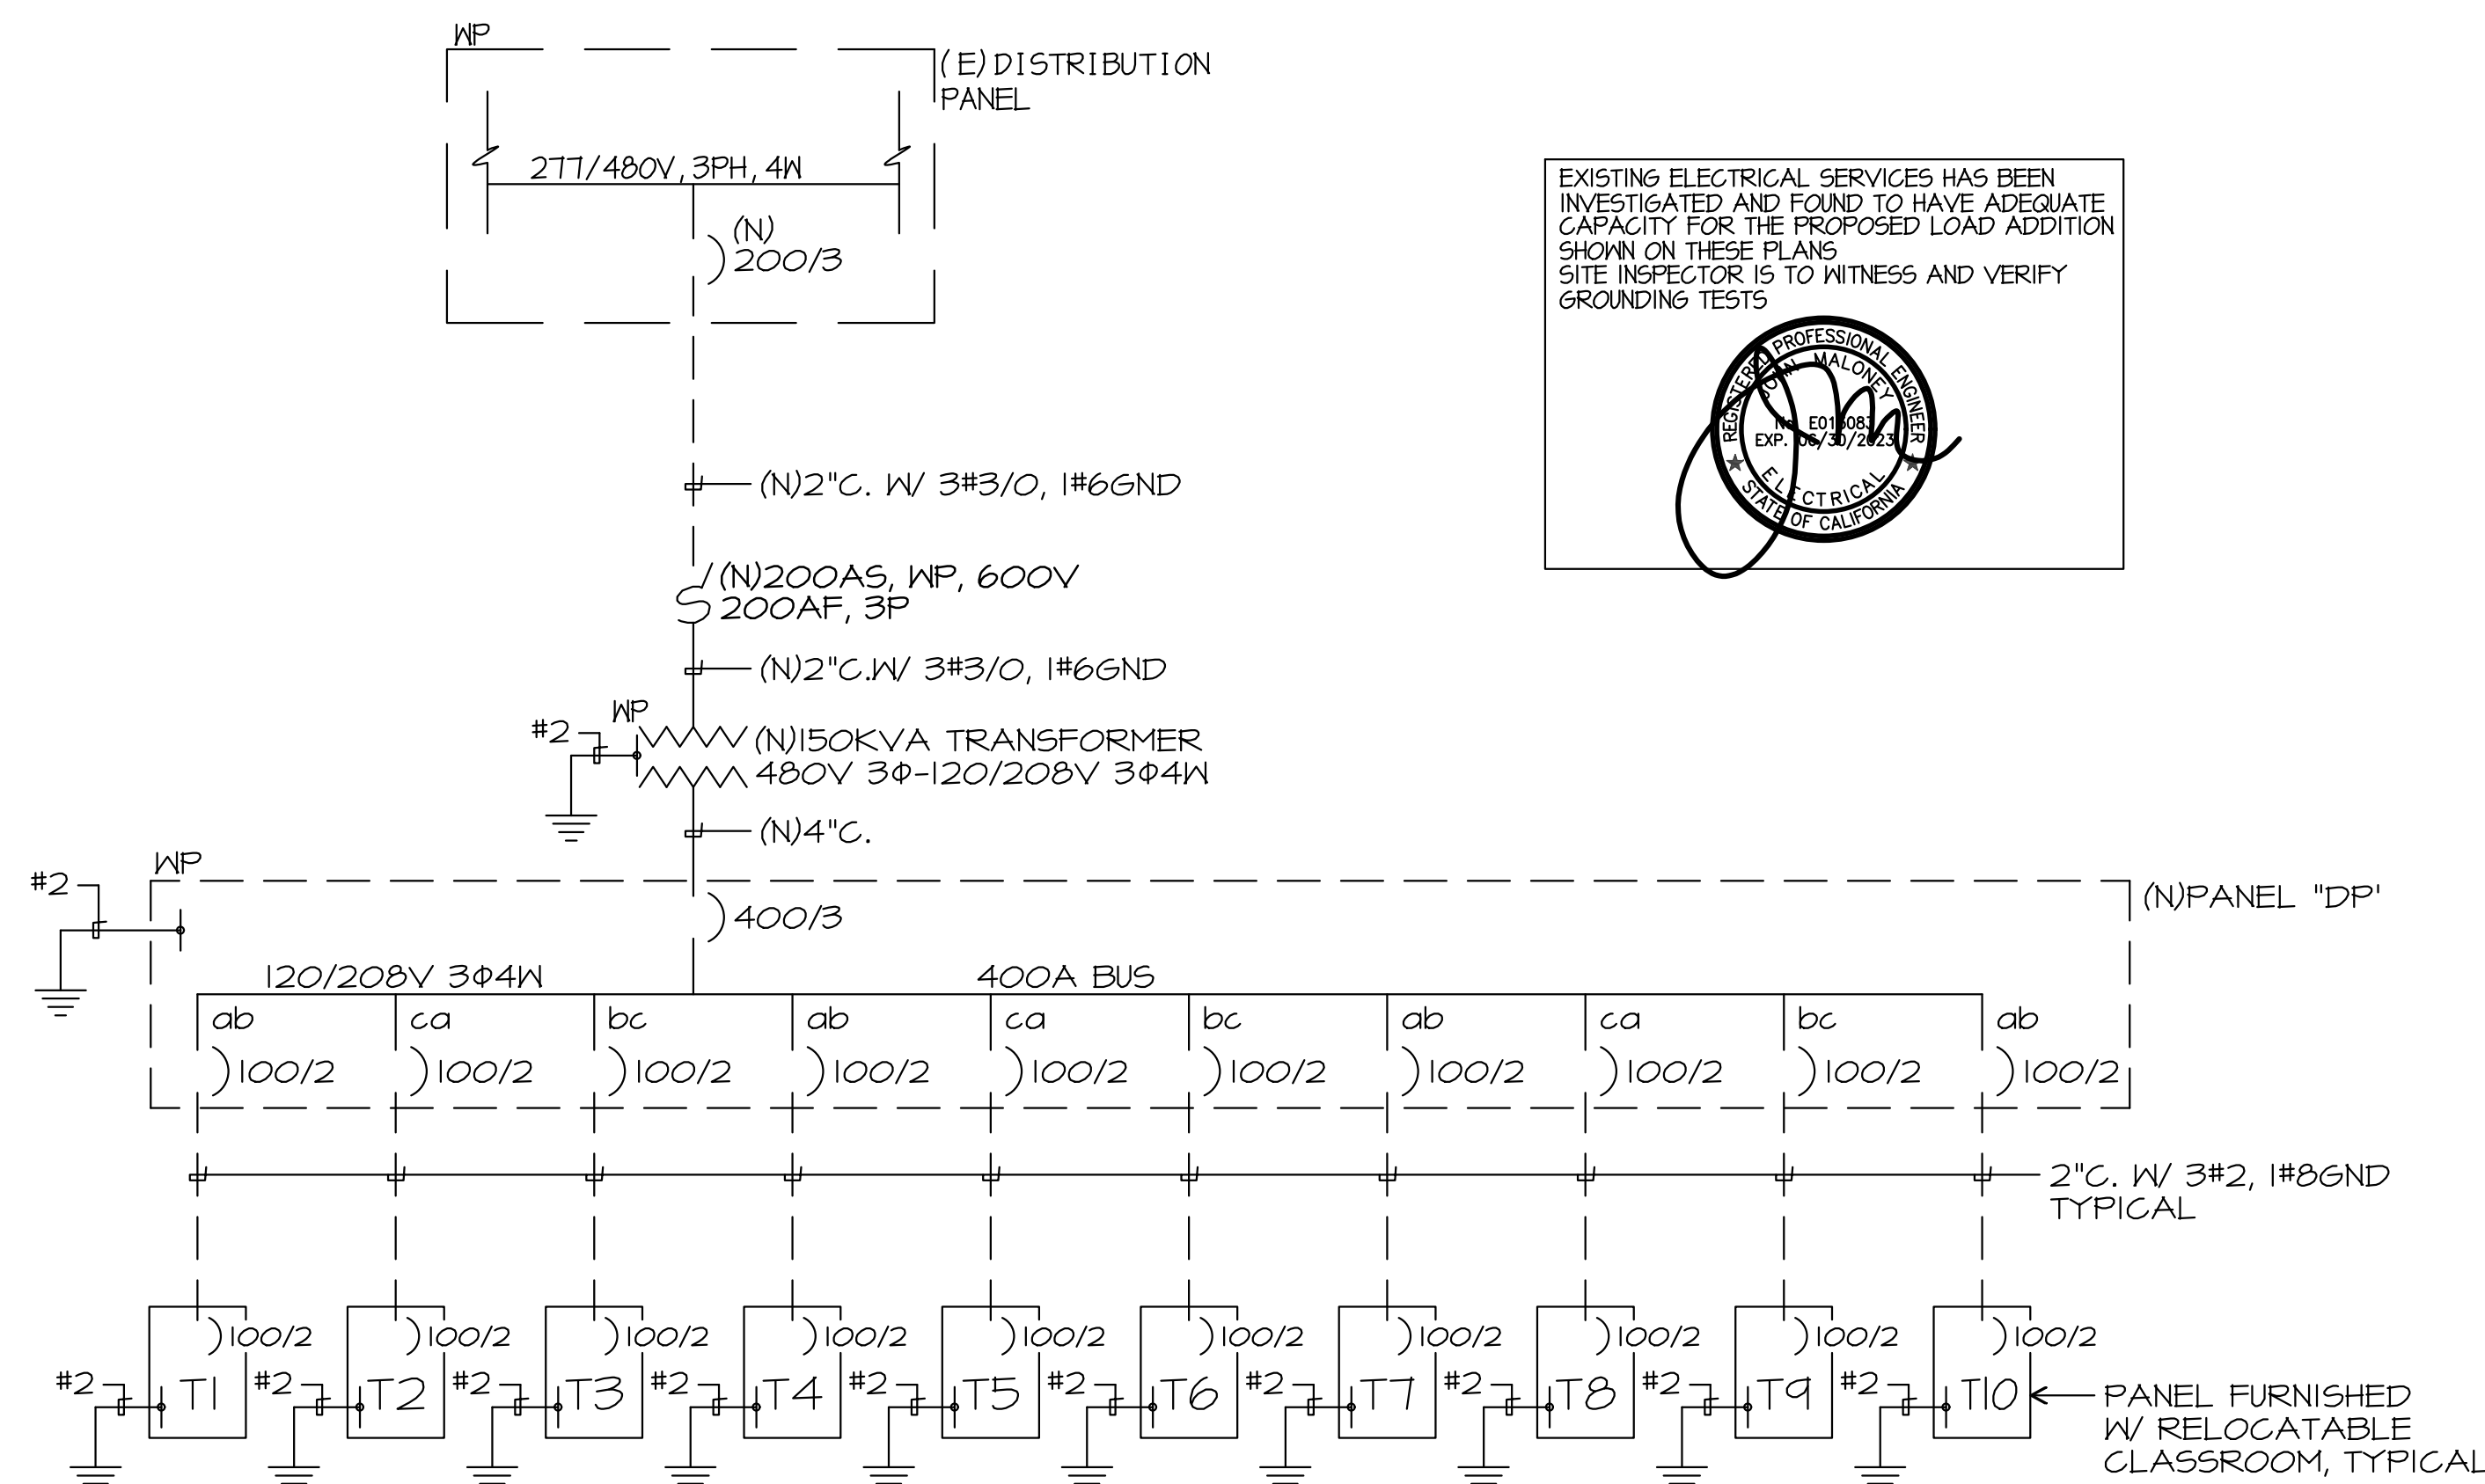 WP
(E)DISTRIBUTION
PANEL
277/480V, 3PH, 4W
(N)
200/3
EXISTING ELECTRICAL SERVICES HAS BEEN
INVESTIGATED AND FOUND TO HAVE ADEQUATE
CAPACITY FOR THE PROPOSED LOAD ADDITION
SHOWN ON THESE PLANS
SITE INSPECTOR IS TO WITNESS AND VERIFY
GROUNDING TESTS
REGISTERED PROFESSIONAL ENGINEER
MALONEY
EXP. 06/30/2023
ELECTRICAL
STATE OF CALIFORNIA
(N)2"C. W/ 3#3/0, 1#6GND
(N)200AS, WP, 600V
200AF, 3P
(N)2"C.W/ 3#3/0, 1#6GND
WP
#2
(N)150KVA TRANSFORMER
480V 3Φ-120/208V 3Φ4W
(N)4"C.
WP
#2
(N)PANEL "DP'
400/3
120/208V 3Φ4W 400A BUS
ab ca bc ab ca bc ab ca bc ab
100/2 100/2 100/2 100/2 100/2 100/2 100/2 100/2 100/2 100/2
2"C. W/ 3#2, 1#8GND
TYPICAL
100/2 100/2 100/2 100/2 100/2 100/2 100/2 100/2 100/2 100/2
#2 T1 #2 T2 #2 T3 #2 T4 #2 T5 #2 T6 #2 T7 #2 T8 #2 T9 #2 T10
PANEL FURNISHED
W/ RELOCATABLE
CLASSROOM, TYPICAL